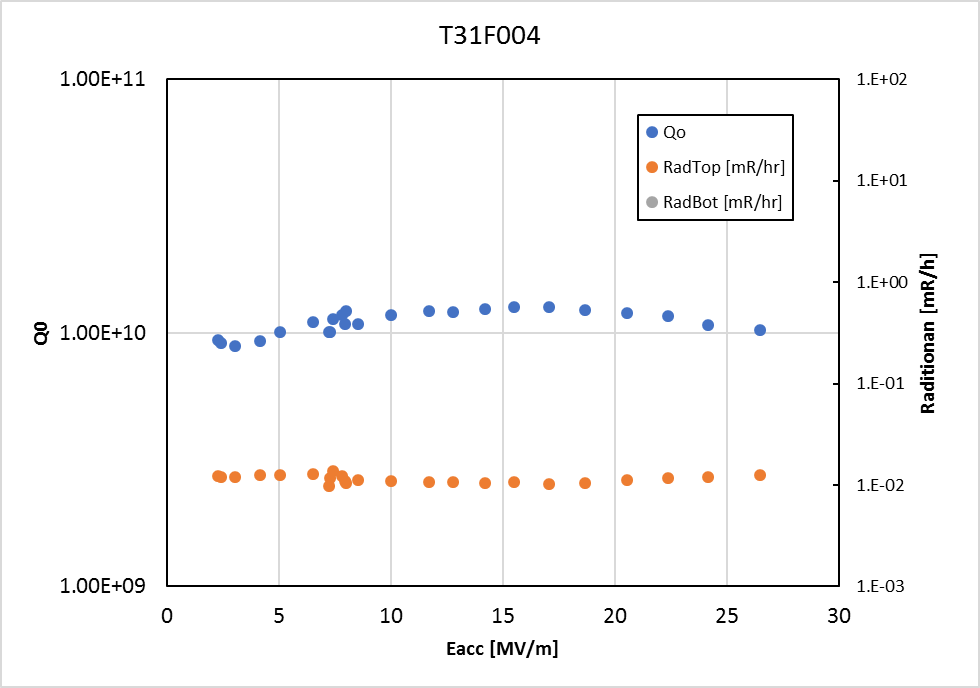 T31F004
1.00E+11
1.00E+10
1.00E+09
Q0
1.E+02
1.E+01
1.E+00
1.E-01
1.E-02
1.E-03
Raditionan [mR/h]
Qo
RadTop [mR/hr]
RadBot [mR/hr]
0 5 10 15 20 25 30
Eacc [MV/m]